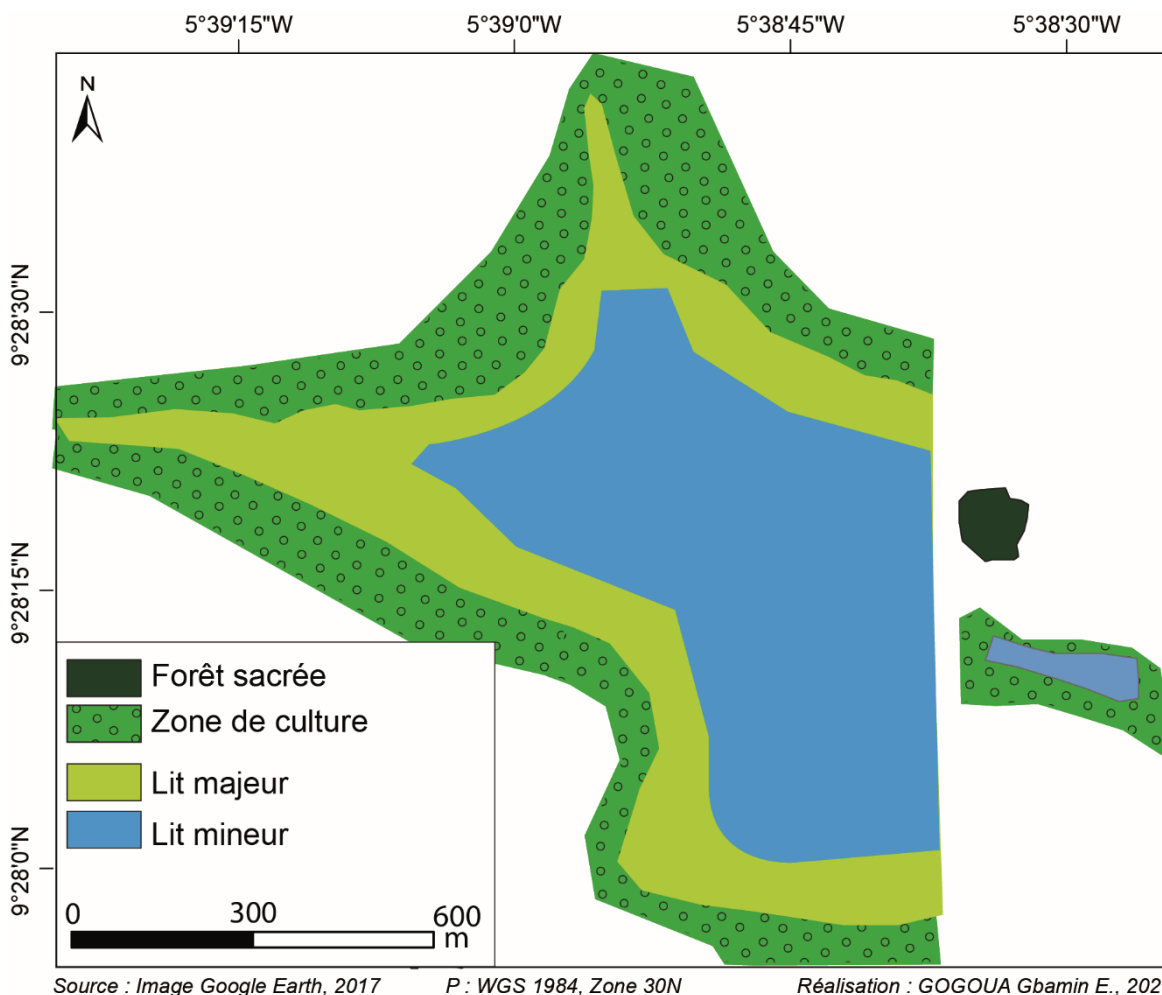 5°39'15"W 5°39'0"W 5°38'45"W 5°38'30"W
N
9°28'30"N
9°28'15"N
9°28'0"N
Forêt sacrée
Zone de culture
Lit majeur
Lit mineur
0 300 600
m
Source : Image Google Earth, 2017 P : WGS 1984, Zone 30N Réalisation : GOGOUA Gbamin E., 202